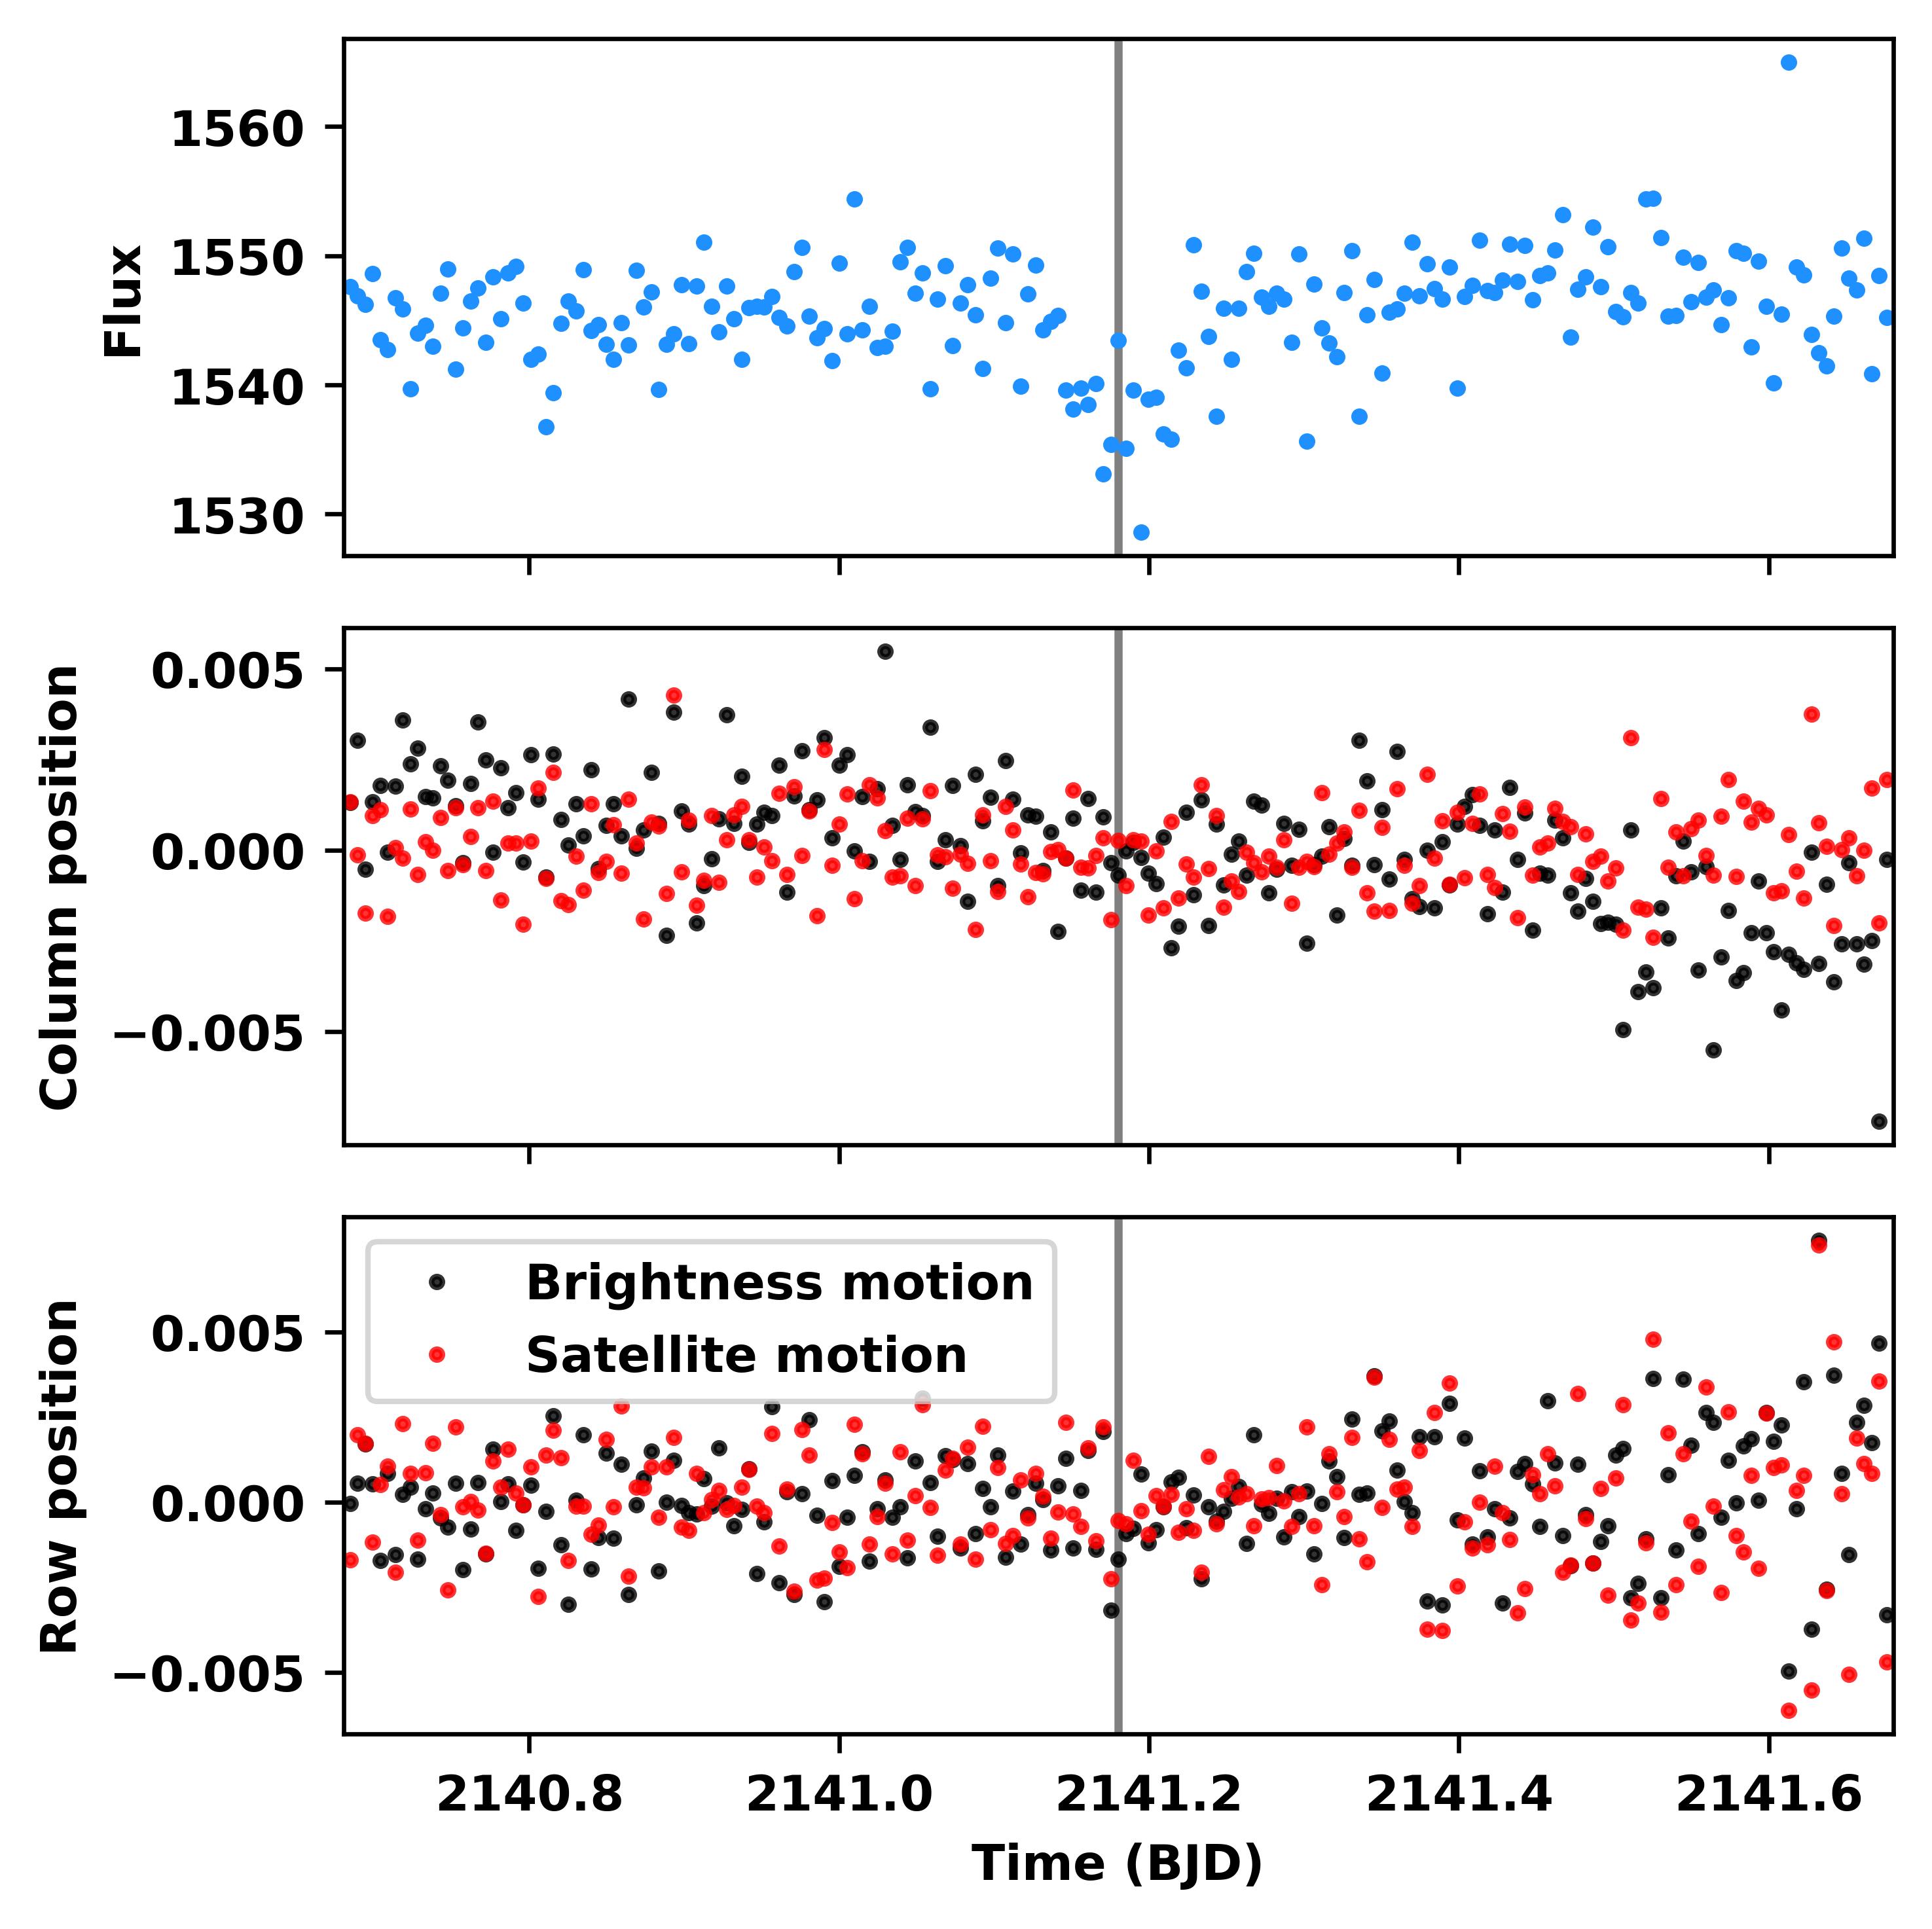 Flux
1560
1550
1540
1530
Column position
0.005
0.000
−0.005
Row position
0.005
0.000
−0.005
Brightness motion
Satellite motion
2140.8 2141.0 2141.2 2141.4 2141.6
Time (BJD)